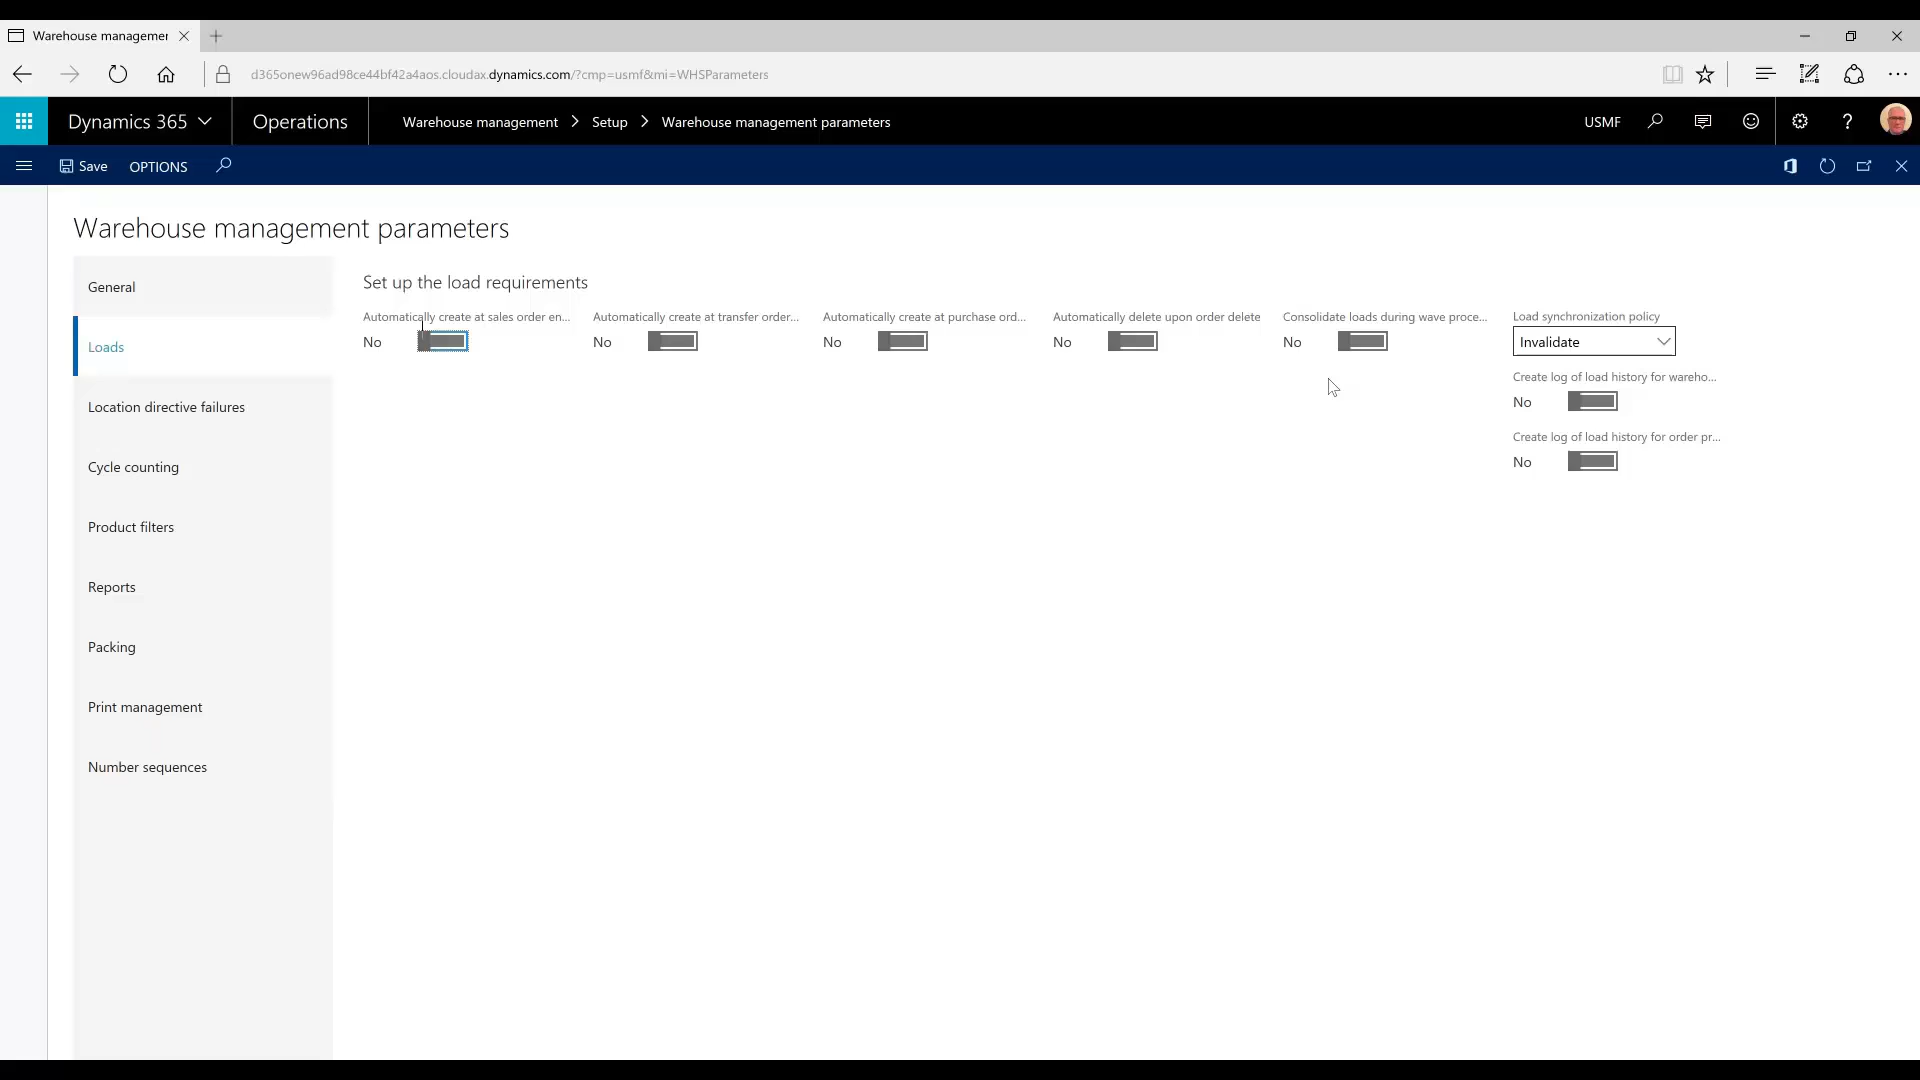 Warehouse managemer
d365onew96ad98ce44bf42a4aos.cloudax.dynamics.com/?cmp=usmf&mi=WHSParameters
Dynamics 365
Operations
Warehouse management > Setup > Warehouse management parameters
USMF
Save
OPTIONS
Warehouse management parameters
General
Loads
Location directive failures
Cycle counting
Product filters
Reports
Packing
Print management
Number sequences
Set up the load requirements
Automatically create at sales order en...
No
Automatically create at transfer order...
No
Automatically create at purchase ord...
No
Automatically delete upon order delete
No
Consolidate loads during wave proce...
No
Load synchronization policy
Invalidate
Create log of load history for wareho...
No
Create log of load history for order pr...
No